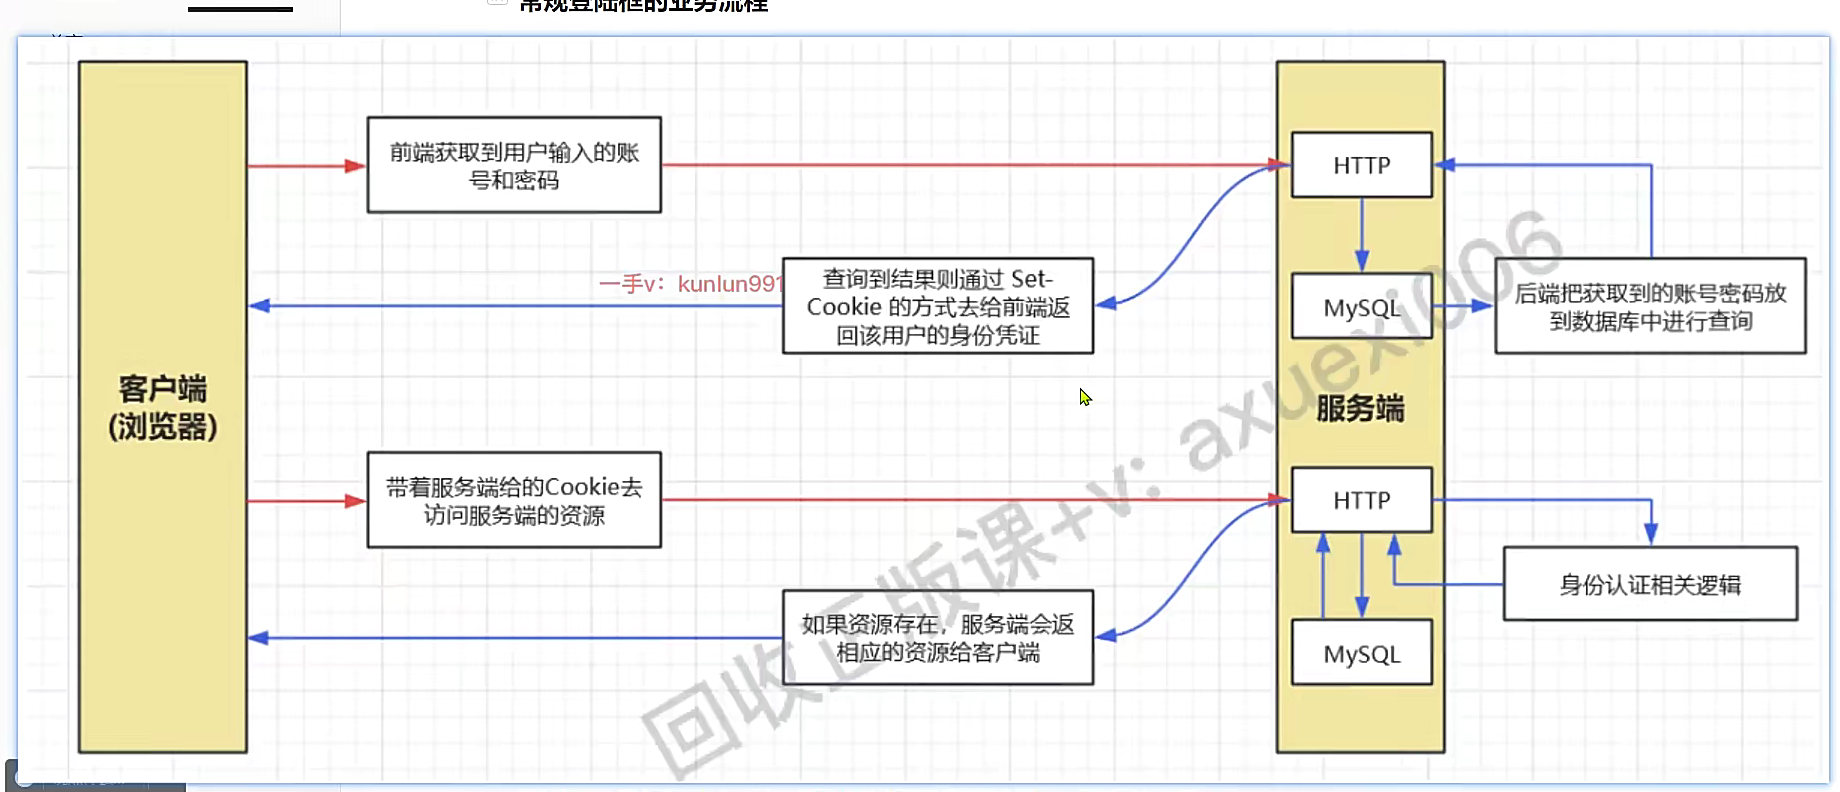 常规登陆框的业务流程
前端获取到用户输入的账
号和密码
HTTP
一手v：kunlun991
查询到结果则通过 Set-
Cookie 的方式去给前端返
回该用户的身份凭证
MySQL
后端把获取到的账号密码放
到数据库中进行查询
客户端
(浏览器)
服务端
带着服务端给的Cookie去
访问服务端的资源
HTTP
身份认证相关逻辑
如果资源存在，服务端会返
相应的资源给客户端
MySQL
回收正版课+v: axuexi006